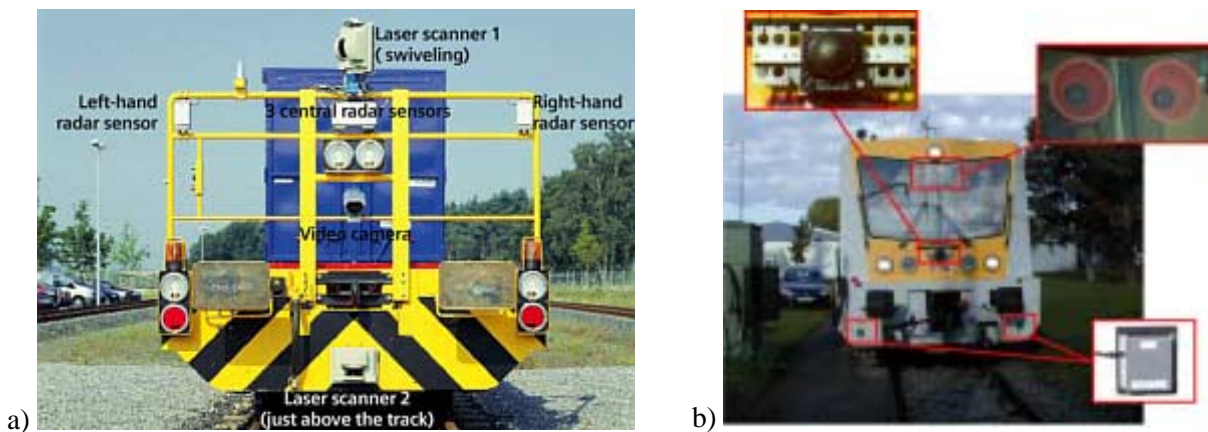 Laser scanner 1
( swiveling)
Left-hand
radar sensor
3 central radar sensors
Right-hand
radar sensor
Video camera
Laser scanner 2
(just above the track)
a)
b)